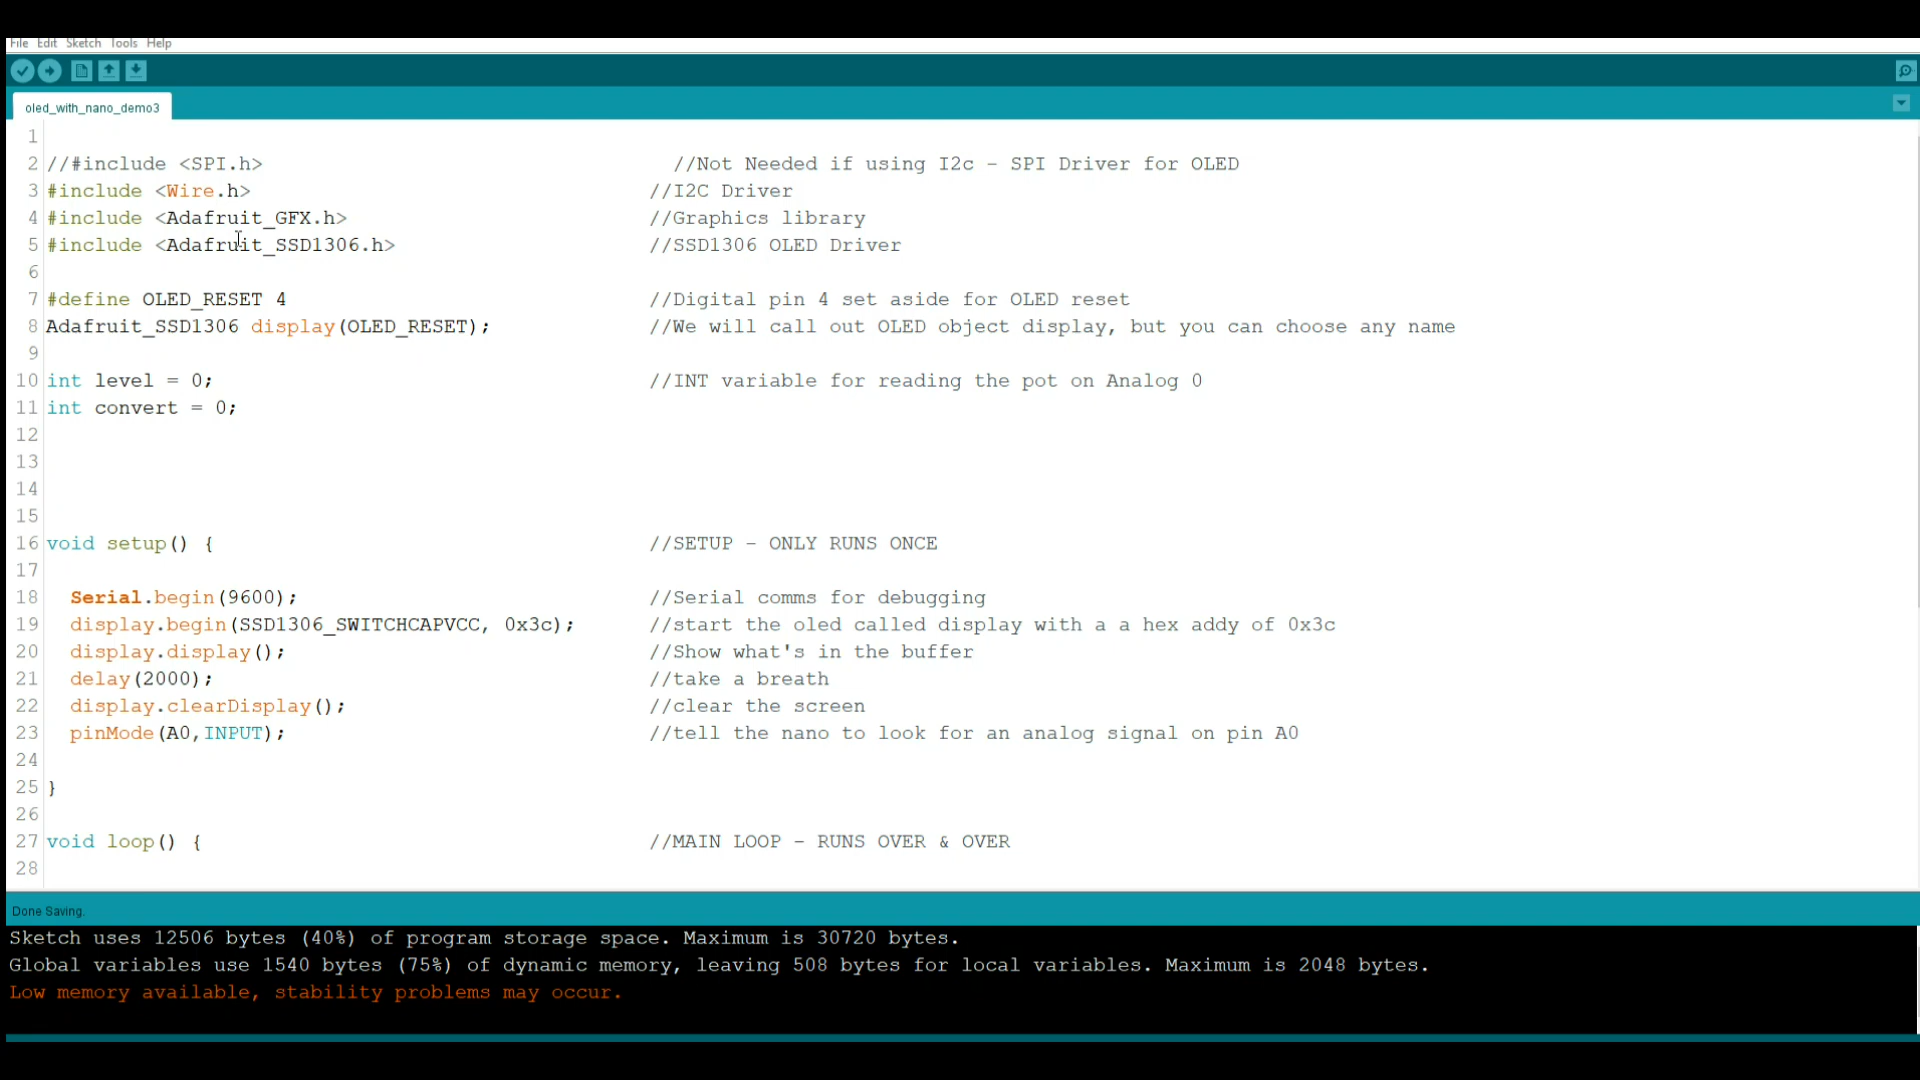 File Edit Sketch Tools Help
oled_with_nano_demo3
1
2 //#include <SPI.h> //Not Needed if using I2c - SPI Driver for OLED
3 #include <Wire.h> //I2C Driver
4 #include <Adafruit_GFX.h> //Graphics library
5 #include <Adafruit_SSD1306.h> //SSD1306 OLED Driver
6
7 #define OLED_RESET 4 //Digital pin 4 set aside for OLED reset
8 Adafruit_SSD1306 display(OLED_RESET); //We will call out OLED object display, but you can choose any name
9
10 int level = 0; //INT variable for reading the pot on Analog 0
11 int convert = 0;
12
13
14
15
16 void setup() { //SETUP - ONLY RUNS ONCE
17
18 Serial.begin(9600); //Serial comms for debugging
19 display.begin(SSD1306_SWITCHCAPVCC, 0x3c); //start the oled called display with a a hex addy of 0x3c
20 display.display(); //Show what's in the buffer
21 delay(2000); //take a breath
22 display.clearDisplay(); //clear the screen
23 pinMode(A0,INPUT); //tell the nano to look for an analog signal on pin A0
24
25 }
26
27 void loop() { //MAIN LOOP - RUNS OVER & OVER
28
Done Saving.
Sketch uses 12506 bytes (40%) of program storage space. Maximum is 30720 bytes.
Global variables use 1540 bytes (75%) of dynamic memory, leaving 508 bytes for local variables. Maximum is 2048 bytes.
Low memory available, stability problems may occur.